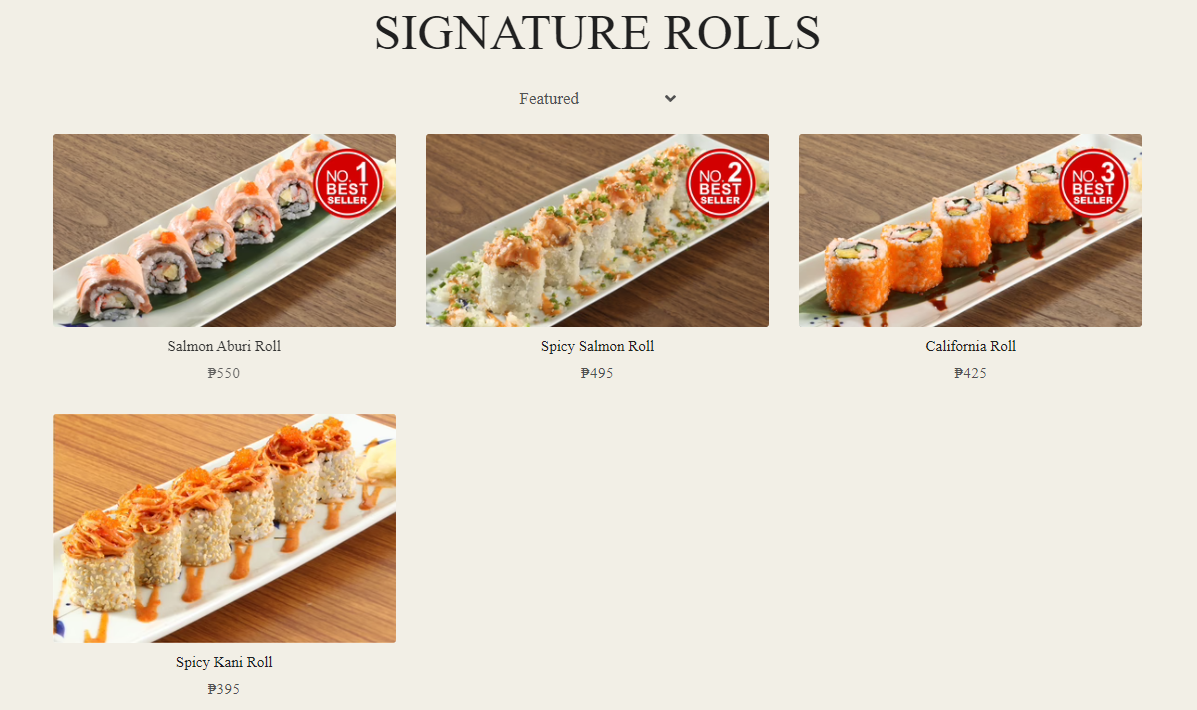 SIGNATURE ROLLS
Featured
NO. 1
BEST
SELLER
NO. 2
BEST
SELLER
NO. 3
BEST
SELLER
Salmon Aburi Roll
₱550
Spicy Salmon Roll
₱495
California Roll
₱425
Spicy Kani Roll
₱395